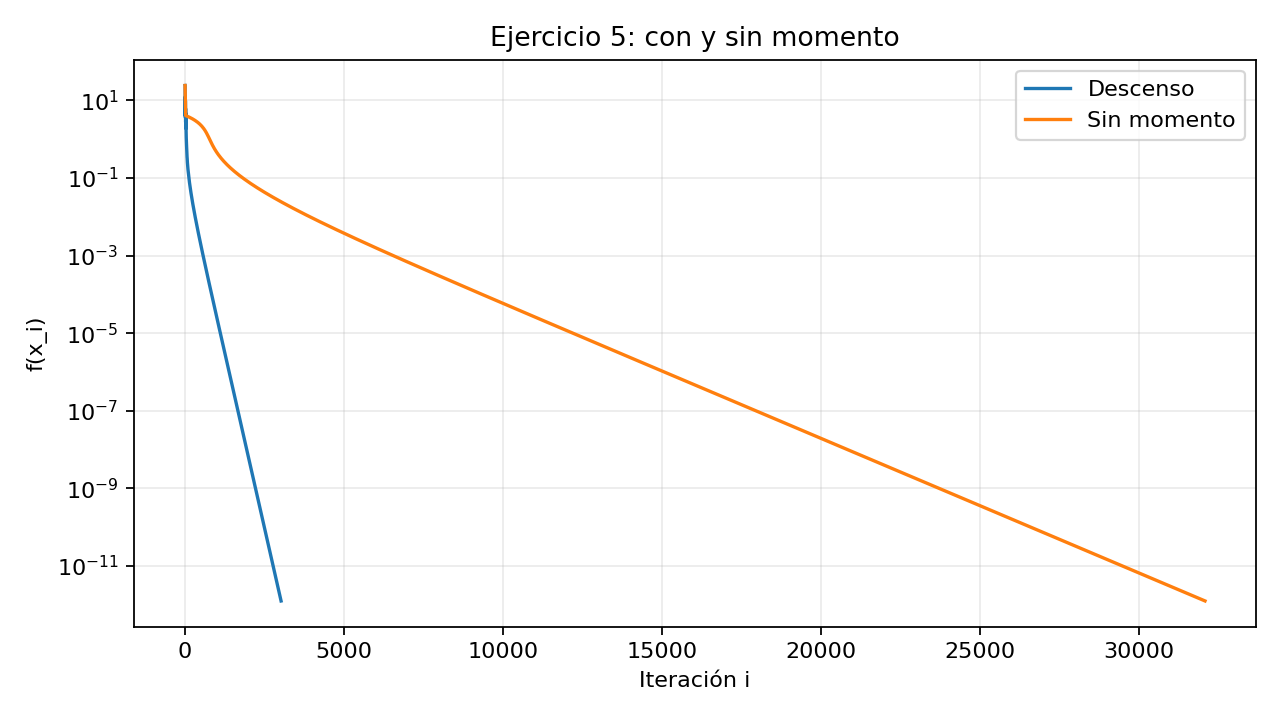 Ejercicio 5: con y sin momento
Descenso
Sin momento
10^1
10^{-1}
10^{-3}
10^{-5}
10^{-7}
10^{-9}
10^{-11}
f(x_i)
0 5000 10000 15000 20000 25000 30000
Iteración i